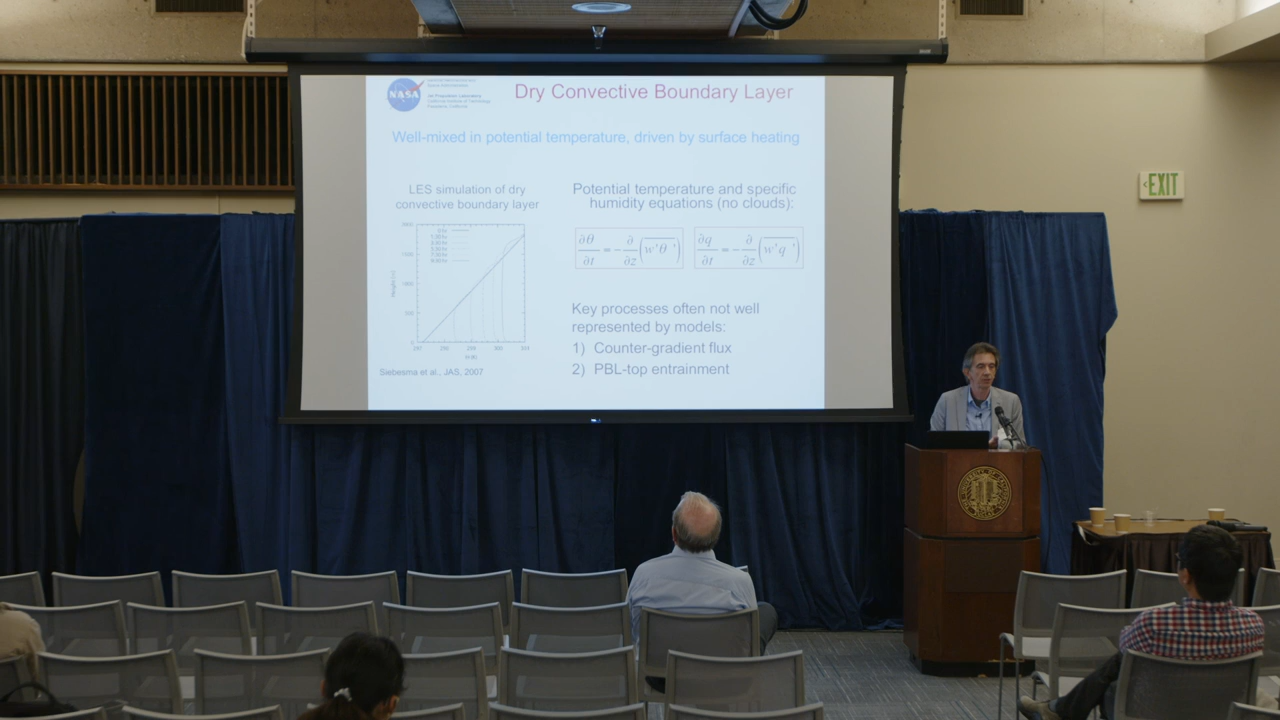 NASA
Jet Propulsion Laboratory
California Institute of Technology
Pasadena, California
Dry Convective Boundary Layer
Well-mixed in potential temperature, driven by surface heating
LES simulation of dry
convective boundary layer
Potential temperature and specific
humidity equations (no clouds):
∂θ/∂t = −∂/∂z(w'θ')
∂q/∂t = −∂/∂z(w'q')
Key processes often not well
represented by models:
1) Counter-gradient flux
2) PBL-top entrainment
Siebesma et al., JAS, 2007
EXIT